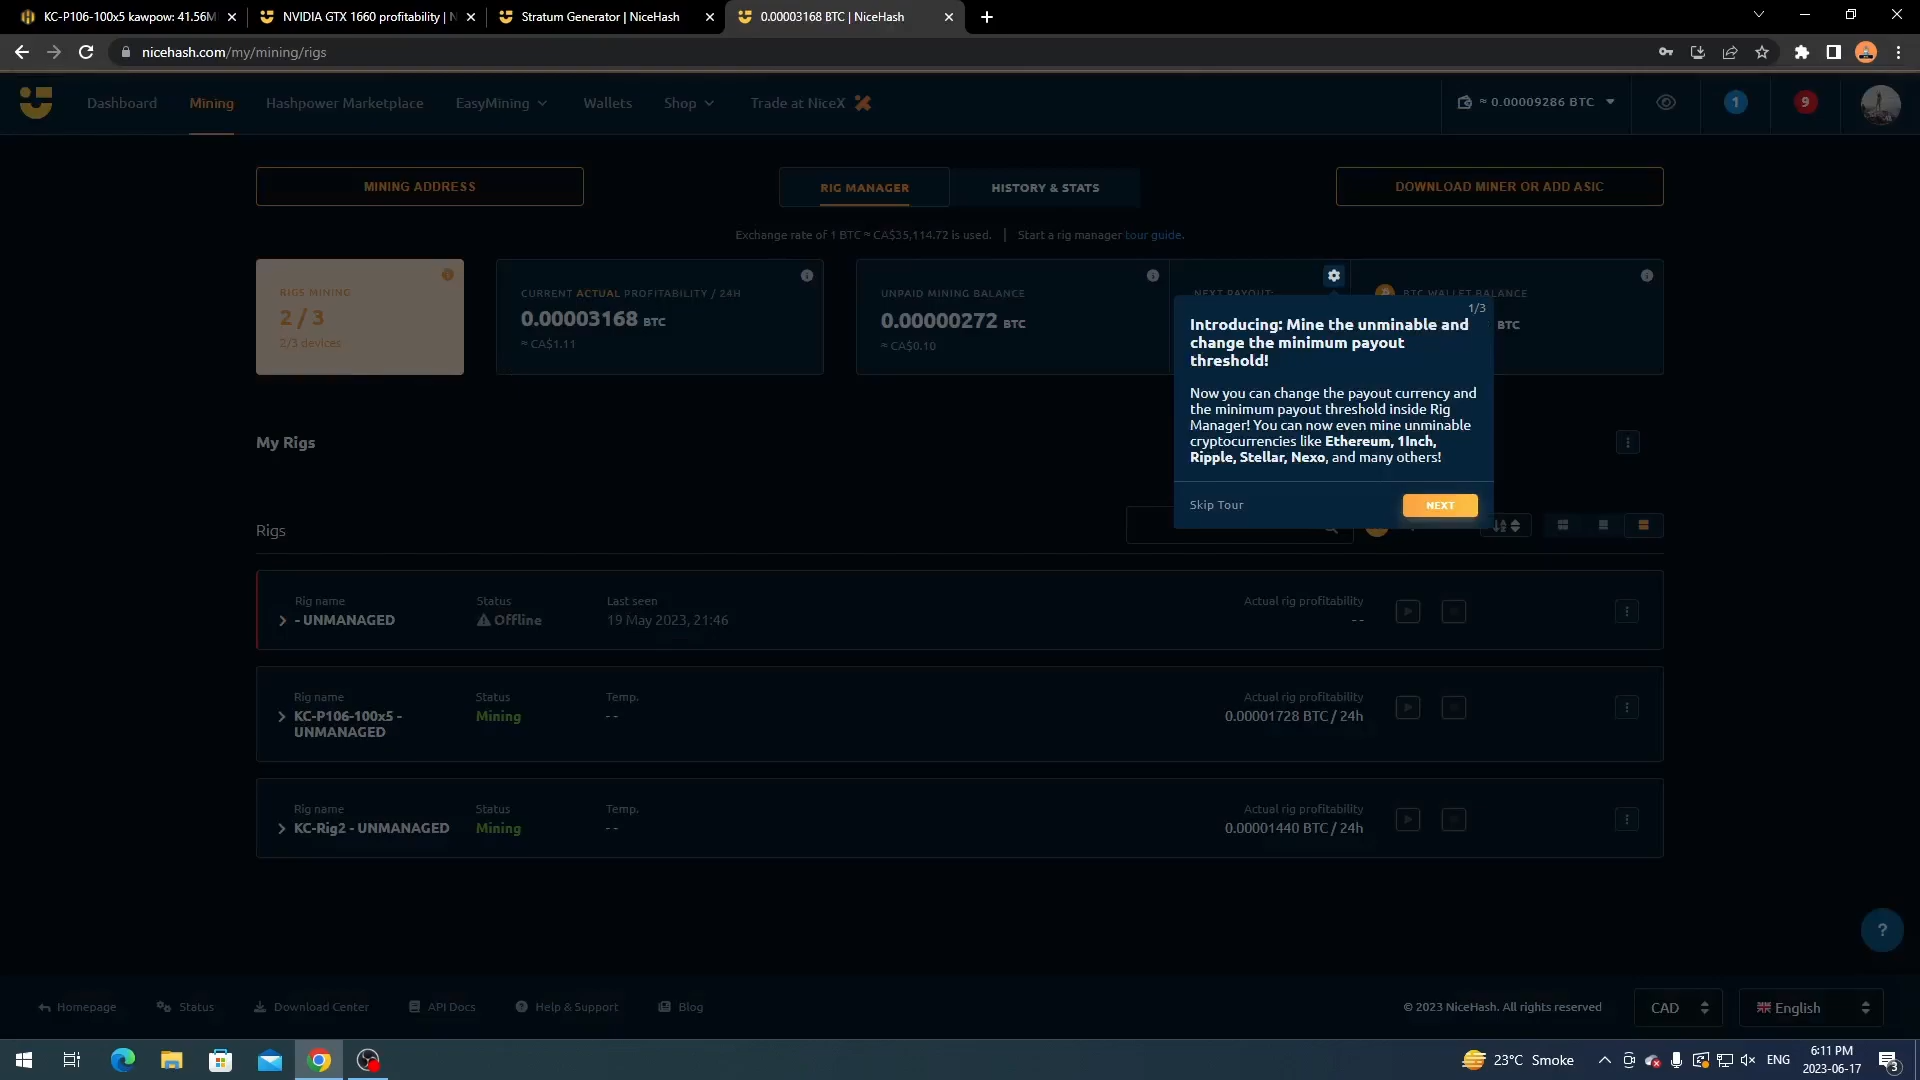 KC-P106-100x5 kawpow: 41.56M
NVIDIA GTX 1660 profitability | N
Stratum Generator | NiceHash
0.00003168 BTC | NiceHash
nicehash.com/my/mining/rigs
Dashboard
Mining
Hashpower Marketplace
EasyMining
Wallets
Shop
Trade at NiceX
≈ 0.00009286 BTC
1
9
MINING ADDRESS
RIG MANAGER
HISTORY & STATS
DOWNLOAD MINER OR ADD ASIC
Exchange rate of 1 BTC ≈ CA$35,114.72 is used. | Start a rig manager tour guide.
RIGS MINING
2 / 3
2/3 devices
CURRENT ACTUAL PROFITABILITY / 24H
0.00003168 BTC
≈ CA$1.11
UNPAID MINING BALANCE
0.00000272 BTC
≈ CA$0.10
NEXT PAYOUT:
BTC WALLET BALANCE
BTC
1/3
Introducing: Mine the unminable and
change the minimum payout
threshold!
Now you can change the payout currency and
the minimum payout threshold inside Rig
Manager! You can now even mine unminable
cryptocurrencies like Ethereum, 1Inch,
Ripple, Stellar, Nexo, and many others!
Skip Tour
NEXT
My Rigs
Rigs
Rig name
- UNMANAGED
Status
Offline
Last seen
19 May 2023, 21:46
Actual rig profitability
- -
Rig name
KC-P106-100x5 -
UNMANAGED
Status
Mining
Temp.
- -
Actual rig profitability
0.00001728 BTC / 24h
Rig name
KC-Rig2 - UNMANAGED
Status
Mining
Temp.
- -
Actual rig profitability
0.00001440 BTC / 24h
?
Homepage
Status
Download Center
API Docs
Help & Support
Blog
© 2023 NiceHash. All rights reserved
CAD
English
23°C Smoke
ENG
6:11 PM
2023-06-17
3